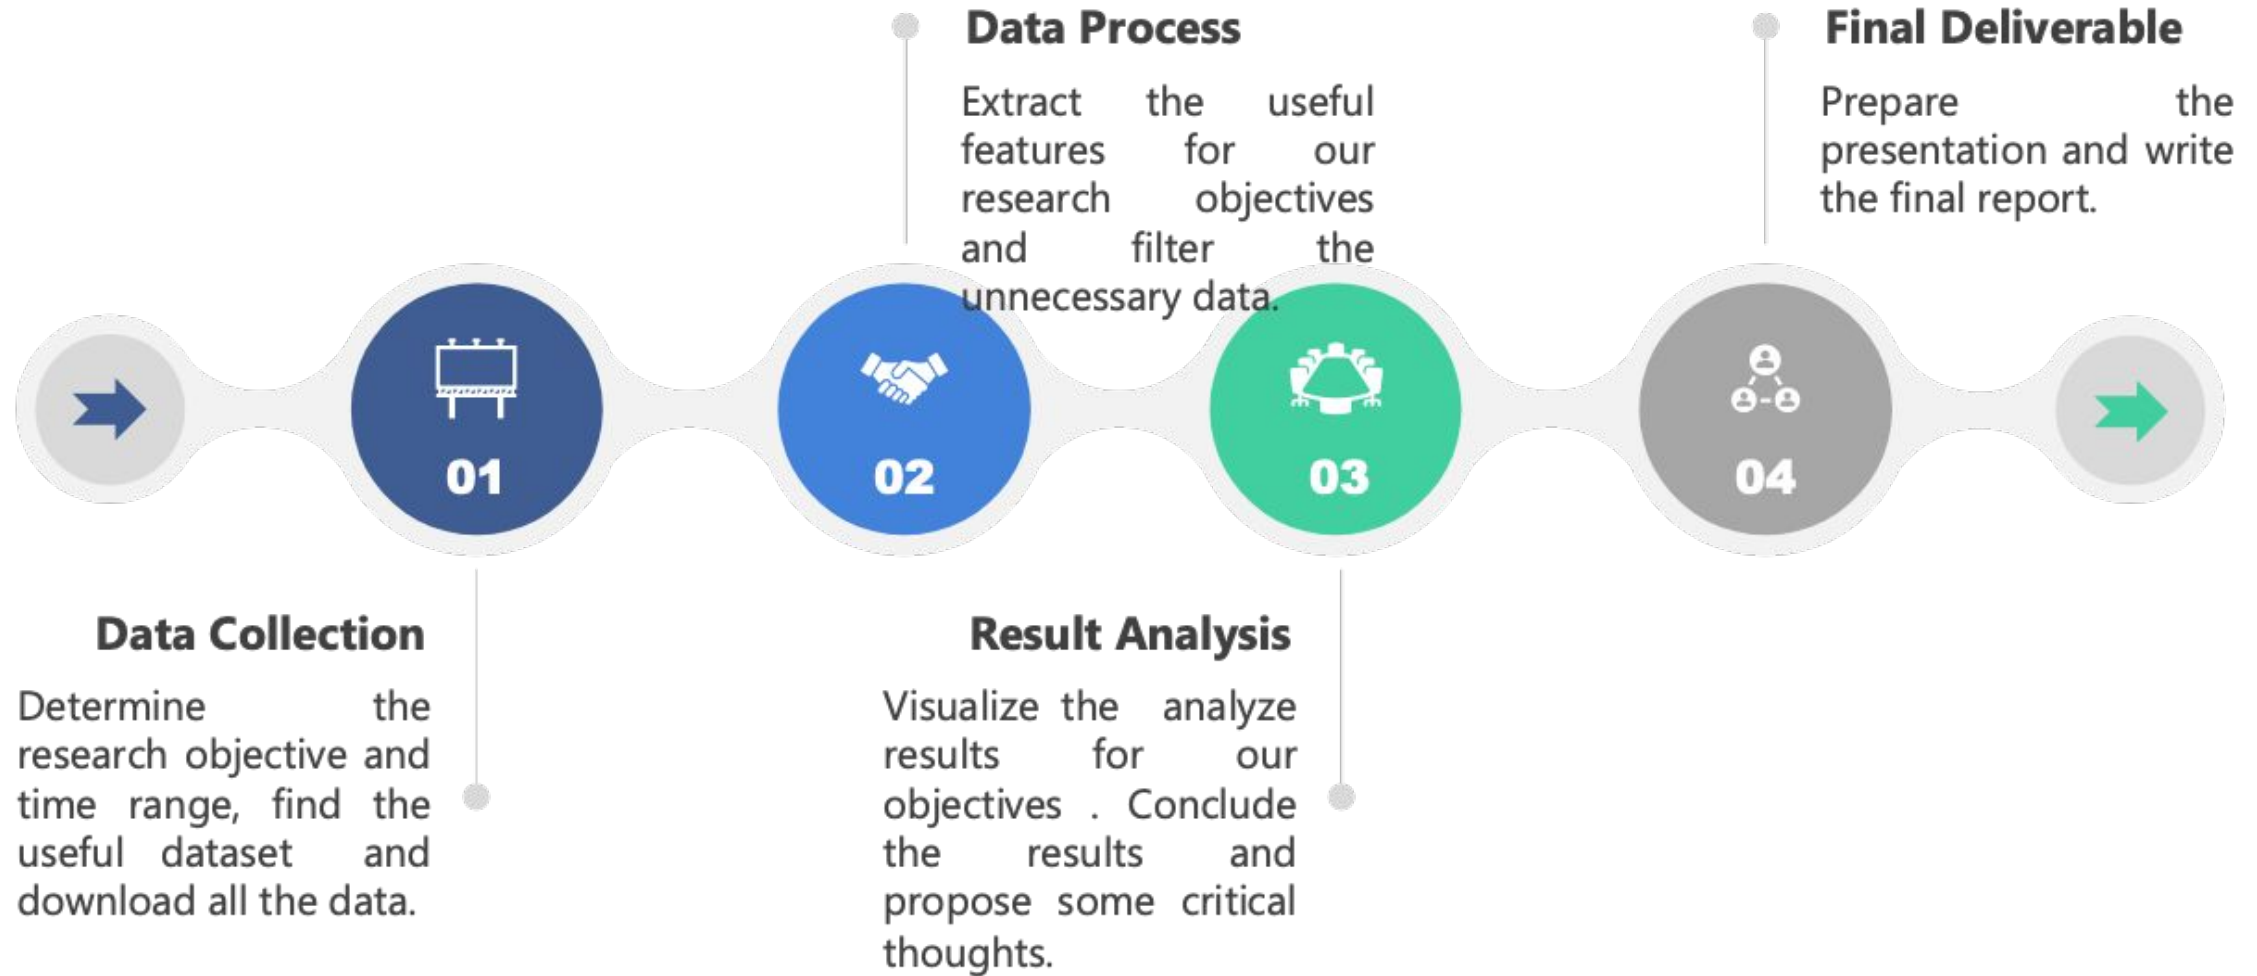 Data Process
Extract the useful
features for our
research objectives
and filter the
unnecessary data.
Final Deliverable
Prepare the
presentation and write
the final report.
01
02
03
04
Data Collection
Determine the
research objective and
time range, find the
useful dataset and
download all the data.
Result Analysis
Visualize the analyze
results for our
objectives . Conclude
the results and
propose some critical
thoughts.